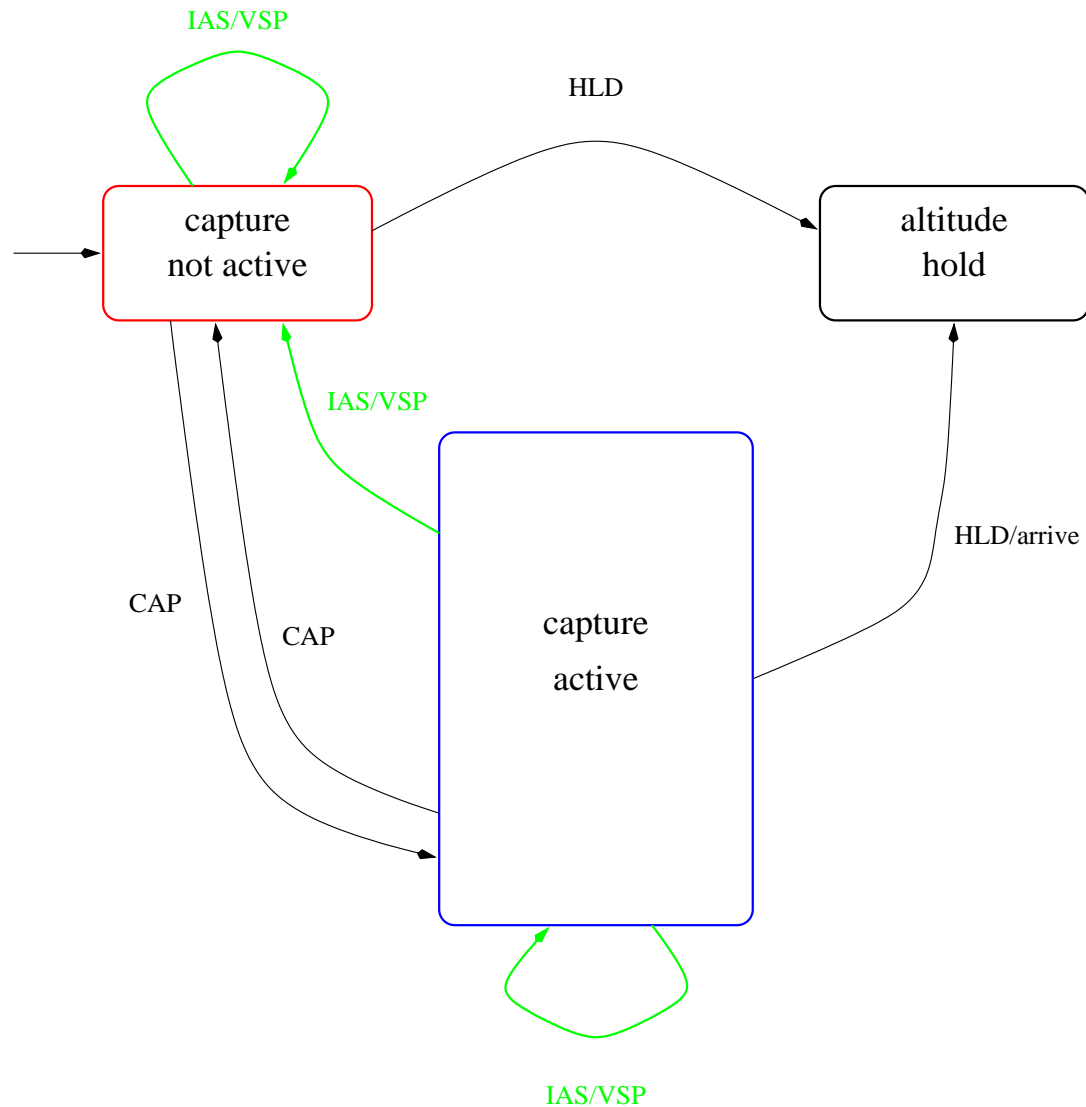 IAS/VSP
HLD
capture
not active
altitude
hold
IAS/VSP
HLD/arrive
CAP
CAP
capture
active
IAS/VSP